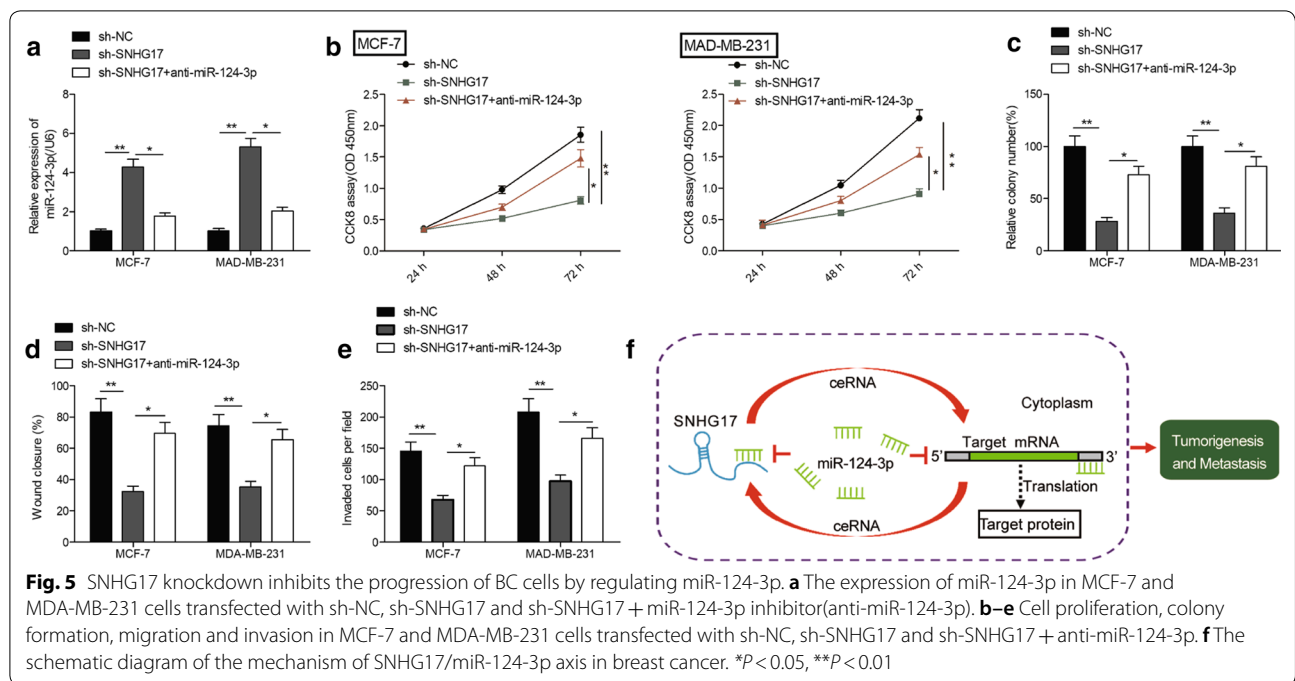 a
sh-NC
sh-SNHG17
sh-SNHG17+anti-miR-124-3p
Relative expression of
miR-124-3p(/U6)
8
6
4
2
0
** *
** *
MCF-7
MAD-MB-231
b
MCF-7
sh-NC
sh-SNHG17
sh-SNHG17+anti-miR-124-3p
CCK8 assay(OD 450nm)
2.5
2.0
1.5
1.0
0.5
0.0
*
**
24 h
48 h
72 h
MAD-MB-231
sh-NC
sh-SNHG17
sh-SNHG17+anti-miR-124-3p
CCK8 assay(OD 450nm)
2.5
2.0
1.5
1.0
0.5
0.0
*
**
24 h
48 h
72 h
c
sh-NC
sh-SNHG17
sh-SNHG17+anti-miR-124-3p
Relative colony number(%)
150
100
50
0
** *
** *
MCF-7
MDA-MB-231
d
sh-NC
sh-SNHG17
sh-SNHG17+anti-miR-124-3p
Wound closure (%)
100
80
60
40
20
0
** *
** *
MCF-7
MDA-MB-231
e
sh-NC
sh-SNHG17
sh-SNHG17+anti-miR-124-3p
Invaded cells per field
250
200
150
100
50
0
** *
** *
MCF-7
MAD-MB-231
f
ceRNA
SNHG17
Cytoplasm
miR-124-3p
Target mRNA
5’
3’
Translation
Target protein
ceRNA
Tumorigenesis
and Metastasis
Fig. 5 SNHG17 knockdown inhibits the progression of BC cells by regulating miR-124-3p. a The expression of miR-124-3p in MCF-7 and
MDA-MB-231 cells transfected with sh-NC, sh-SNHG17 and sh-SNHG17 + miR-124-3p inhibitor(anti-miR-124-3p). b–e Cell proliferation, colony
formation, migration and invasion in MCF-7 and MDA-MB-231 cells transfected with sh-NC, sh-SNHG17 and sh-SNHG17 + anti-miR-124-3p. f The
schematic diagram of the mechanism of SNHG17/miR-124-3p axis in breast cancer. *P < 0.05, **P < 0.01